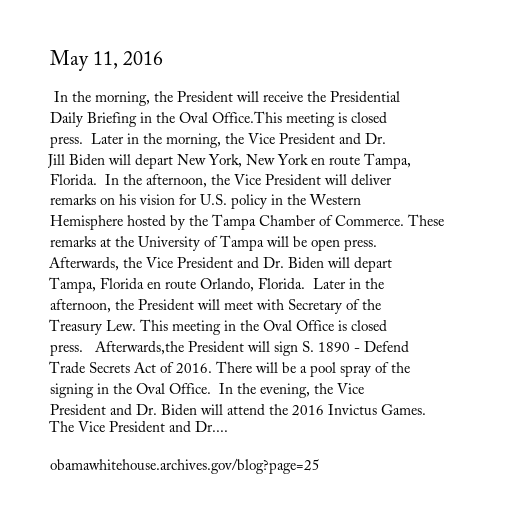 May 11, 2016
In the morning, the President will receive the Presidential
Daily Briefing in the Oval Office.This meeting is closed
press.  Later in the morning, the Vice President and Dr.
Jill Biden will depart New York, New York en route Tampa,
Florida.  In the afternoon, the Vice President will deliver
remarks on his vision for U.S. policy in the Western
Hemisphere hosted by the Tampa Chamber of Commerce. These
remarks at the University of Tampa will be open press.
Afterwards, the Vice President and Dr. Biden will depart
Tampa, Florida en route Orlando, Florida.  Later in the
afternoon, the President will meet with Secretary of the
Treasury Lew. This meeting in the Oval Office is closed
press.   Afterwards,the President will sign S. 1890 - Defend
Trade Secrets Act of 2016. There will be a pool spray of the
signing in the Oval Office.  In the evening, the Vice
President and Dr. Biden will attend the 2016 Invictus Games.
The Vice President and Dr....
obamawhitehouse.archives.gov/blog?page=25